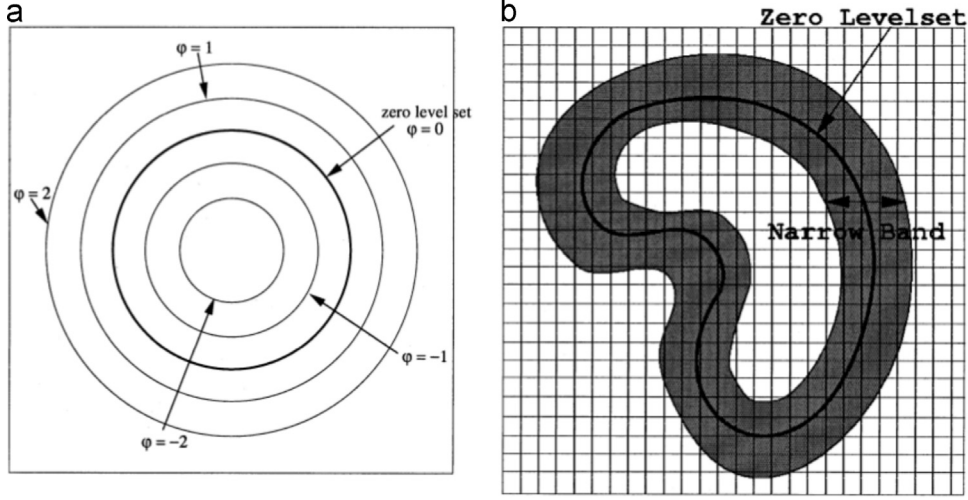 a
φ = 1
zero level set
φ = 0
φ = 2
φ = −1
φ = −2
b
Zero Levelset
Narrow Band